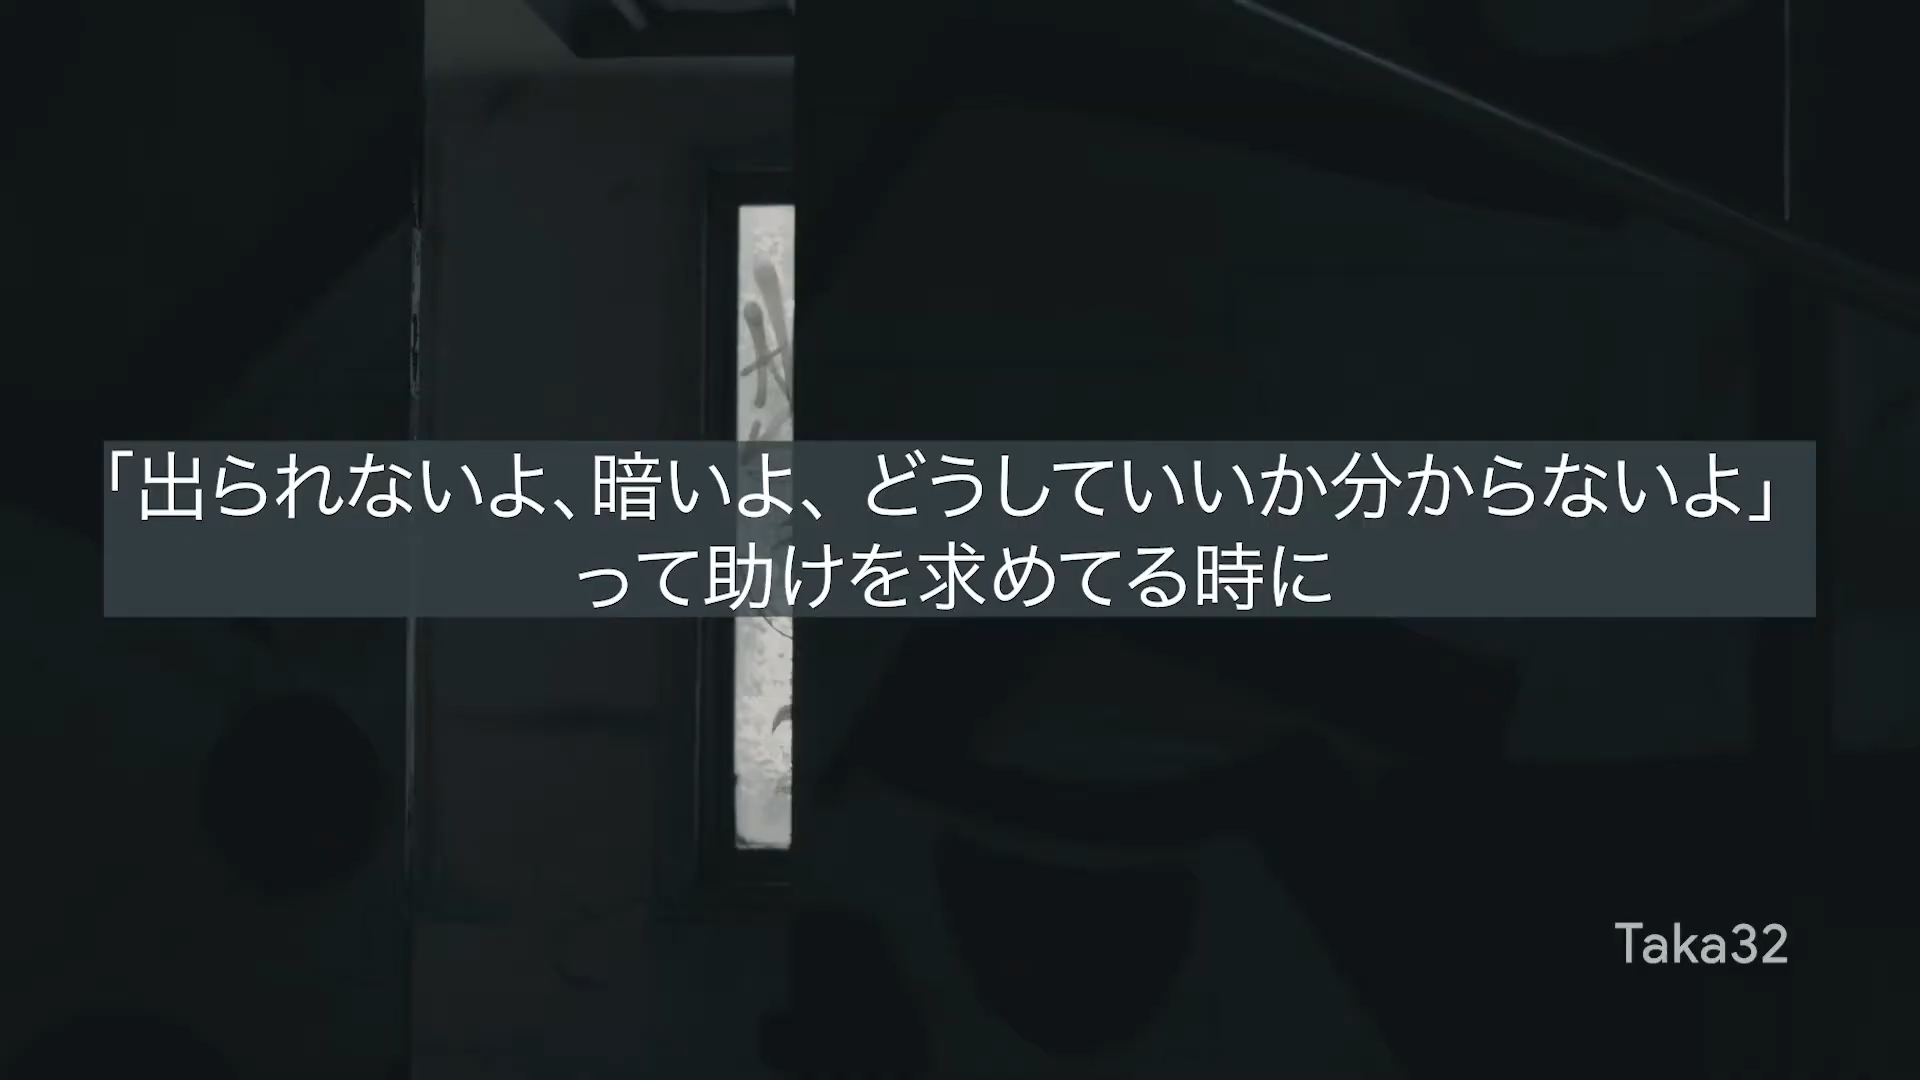 「出られないよ、暗いよ、どうしていいか分からないよ」
って助けを求めてる時に
Taka32